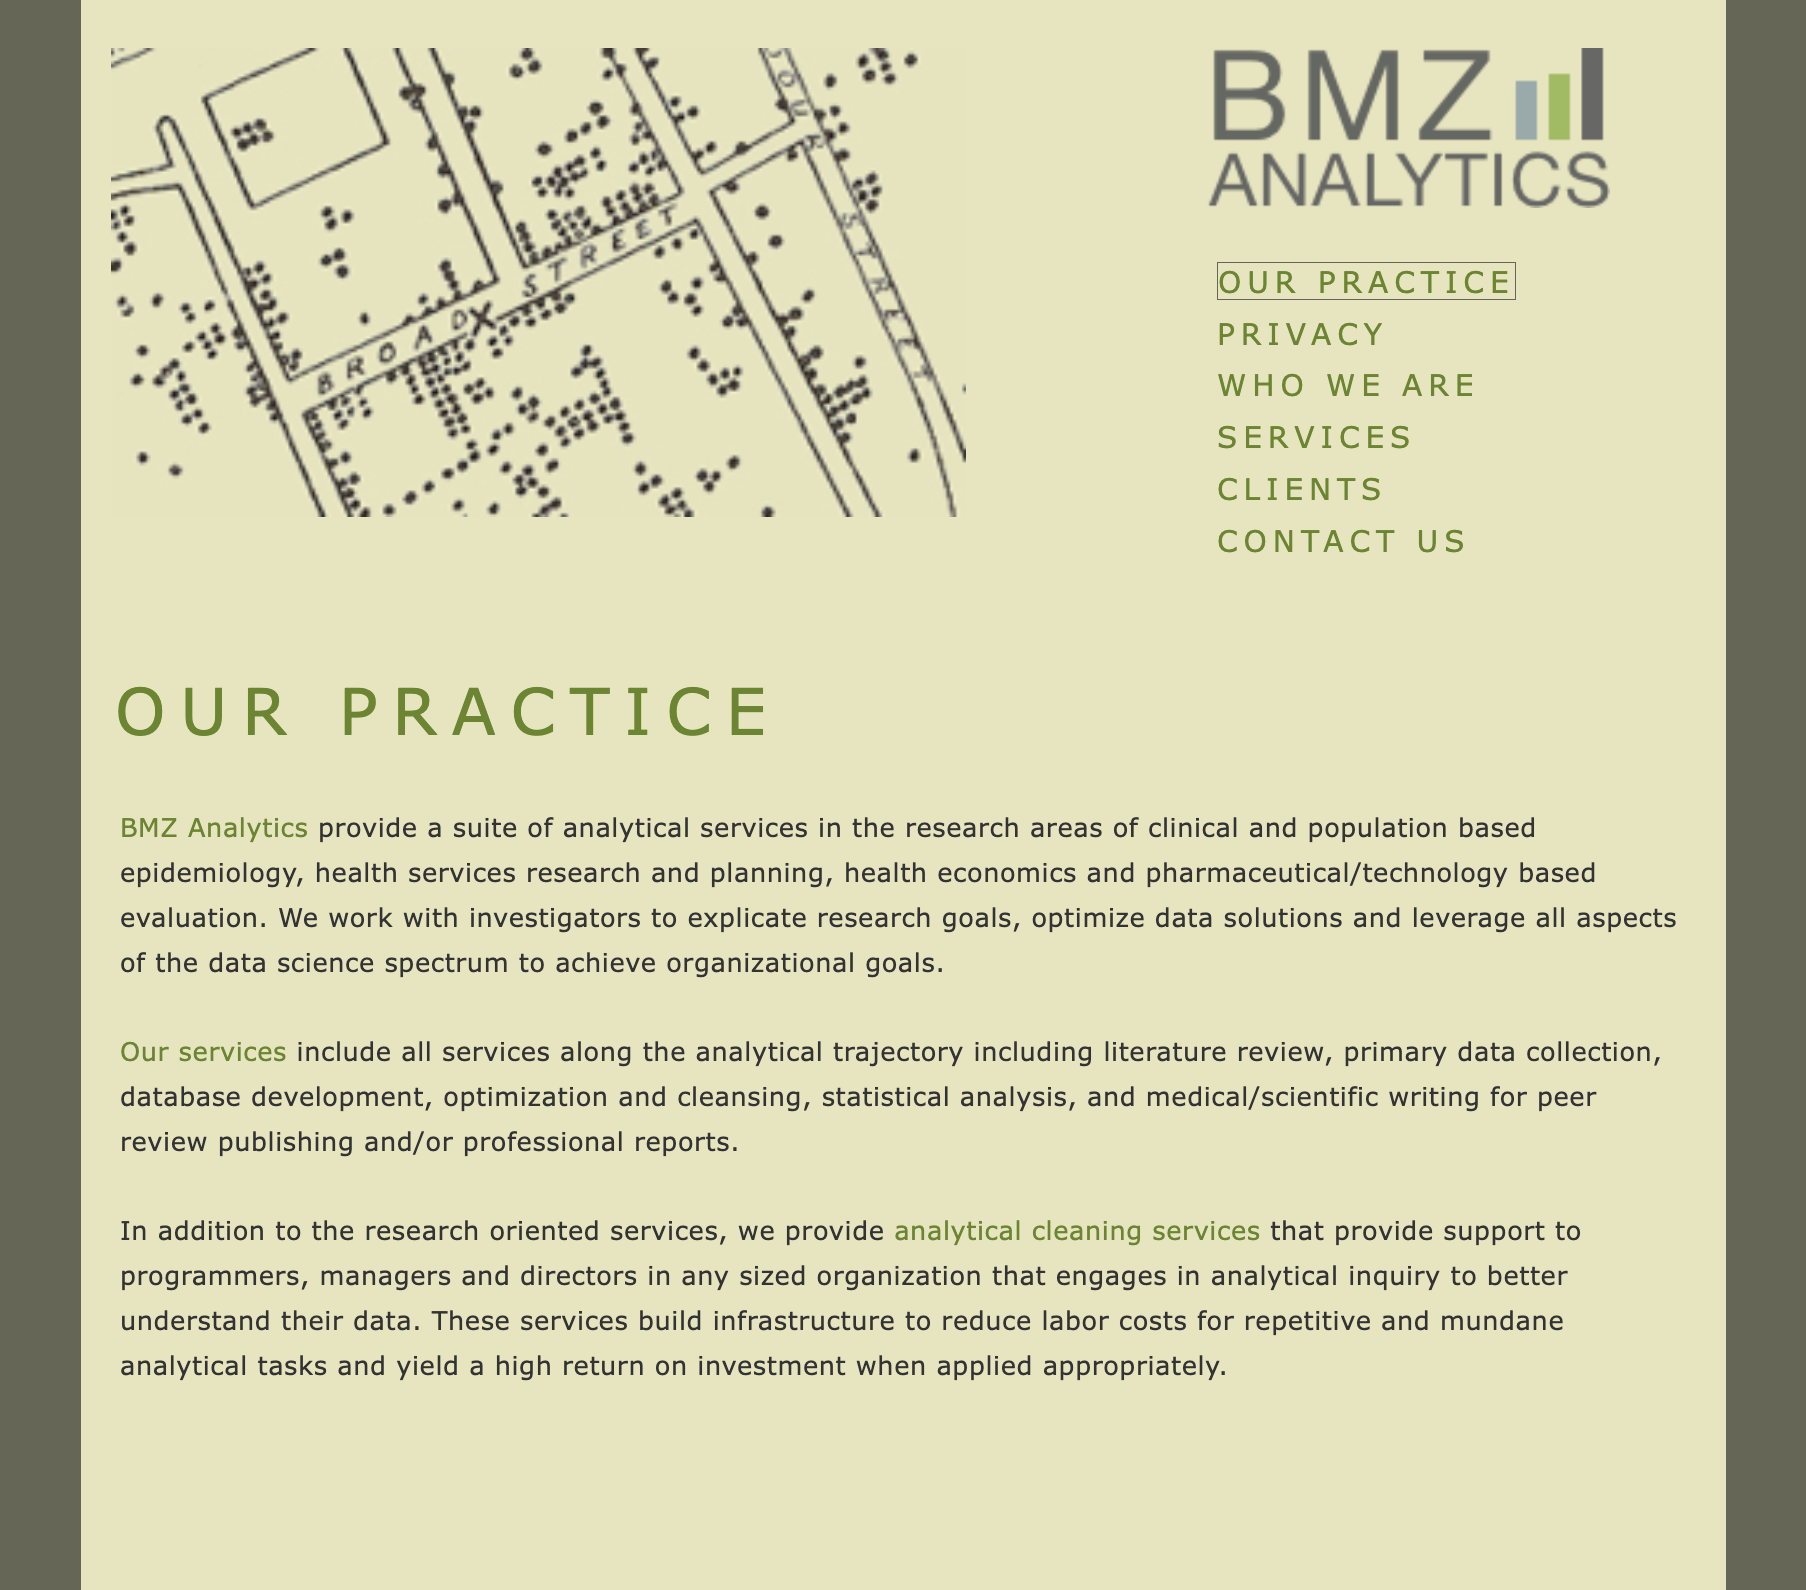 BROAD STREET
STREET
BMZ
ANALYTICS
OUR PRACTICE
PRIVACY
WHO WE ARE
SERVICES
CLIENTS
CONTACT US
OUR PRACTICE
BMZ Analytics provide a suite of analytical services in the research areas of clinical and population based
epidemiology, health services research and planning, health economics and pharmaceutical/technology based
evaluation. We work with investigators to explicate research goals, optimize data solutions and leverage all aspects
of the data science spectrum to achieve organizational goals.
Our services include all services along the analytical trajectory including literature review, primary data collection,
database development, optimization and cleansing, statistical analysis, and medical/scientific writing for peer
review publishing and/or professional reports.
In addition to the research oriented services, we provide analytical cleaning services that provide support to
programmers, managers and directors in any sized organization that engages in analytical inquiry to better
understand their data. These services build infrastructure to reduce labor costs for repetitive and mundane
analytical tasks and yield a high return on investment when applied appropriately.